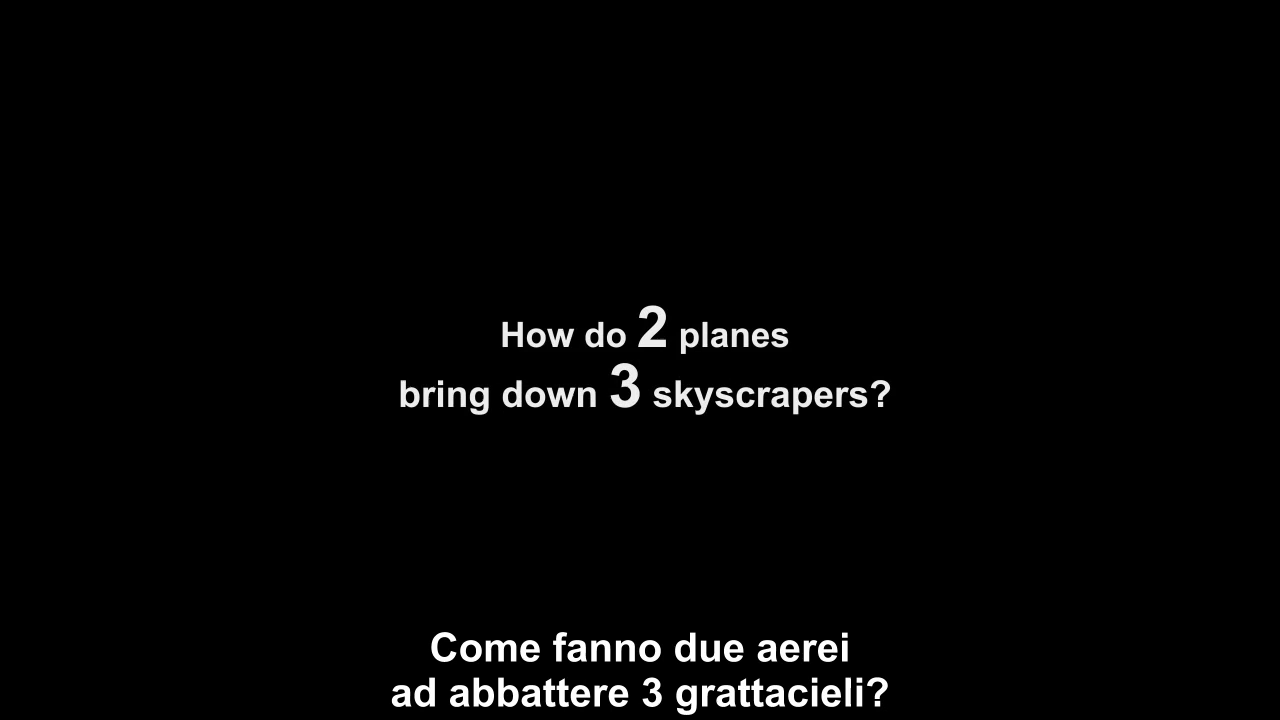 How do 2 planes
bring down 3 skyscrapers?
Come fanno due aerei
ad abbattere 3 grattacieli?